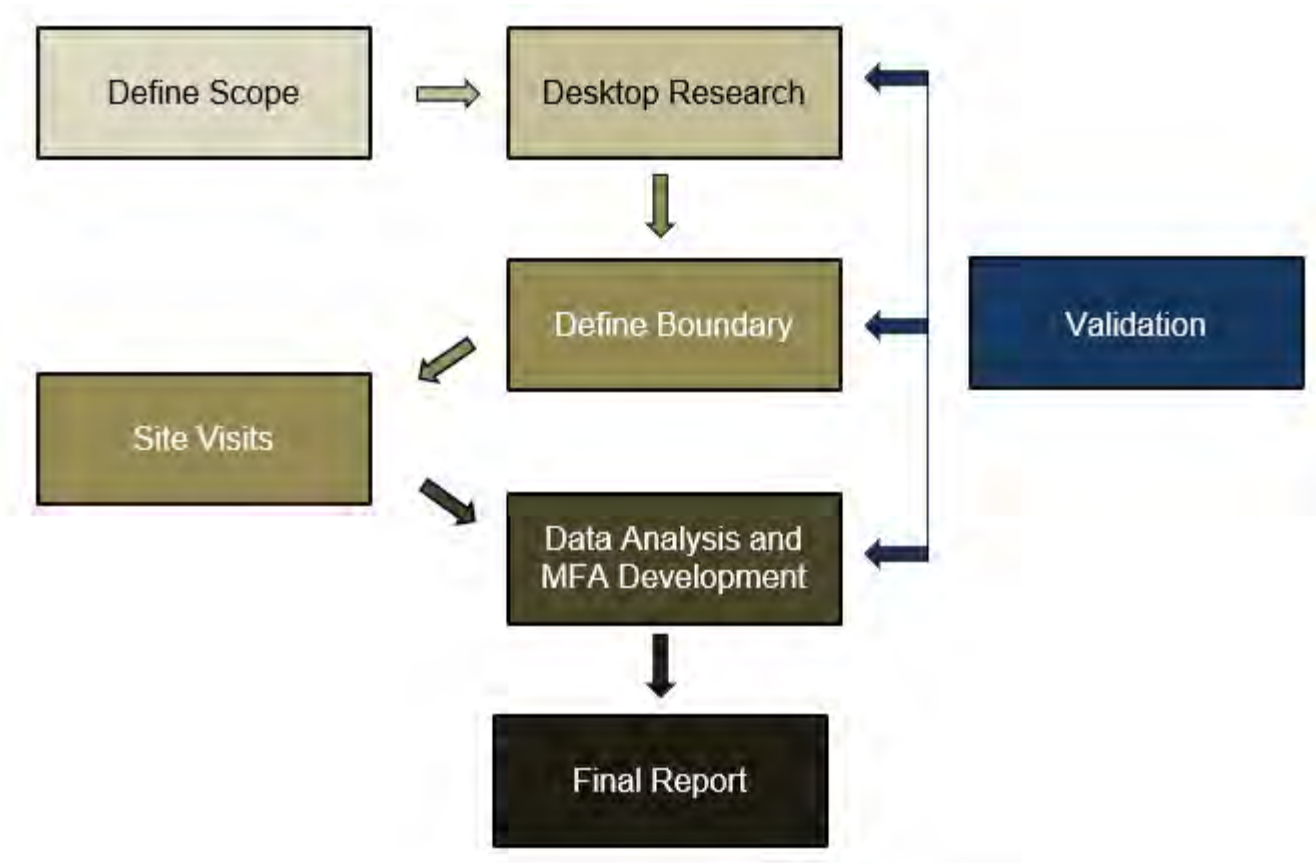 Define Scope
Desktop Research
Define Boundary
Validation
Site Visits
Data Analysis and
MFA Development
Final Report